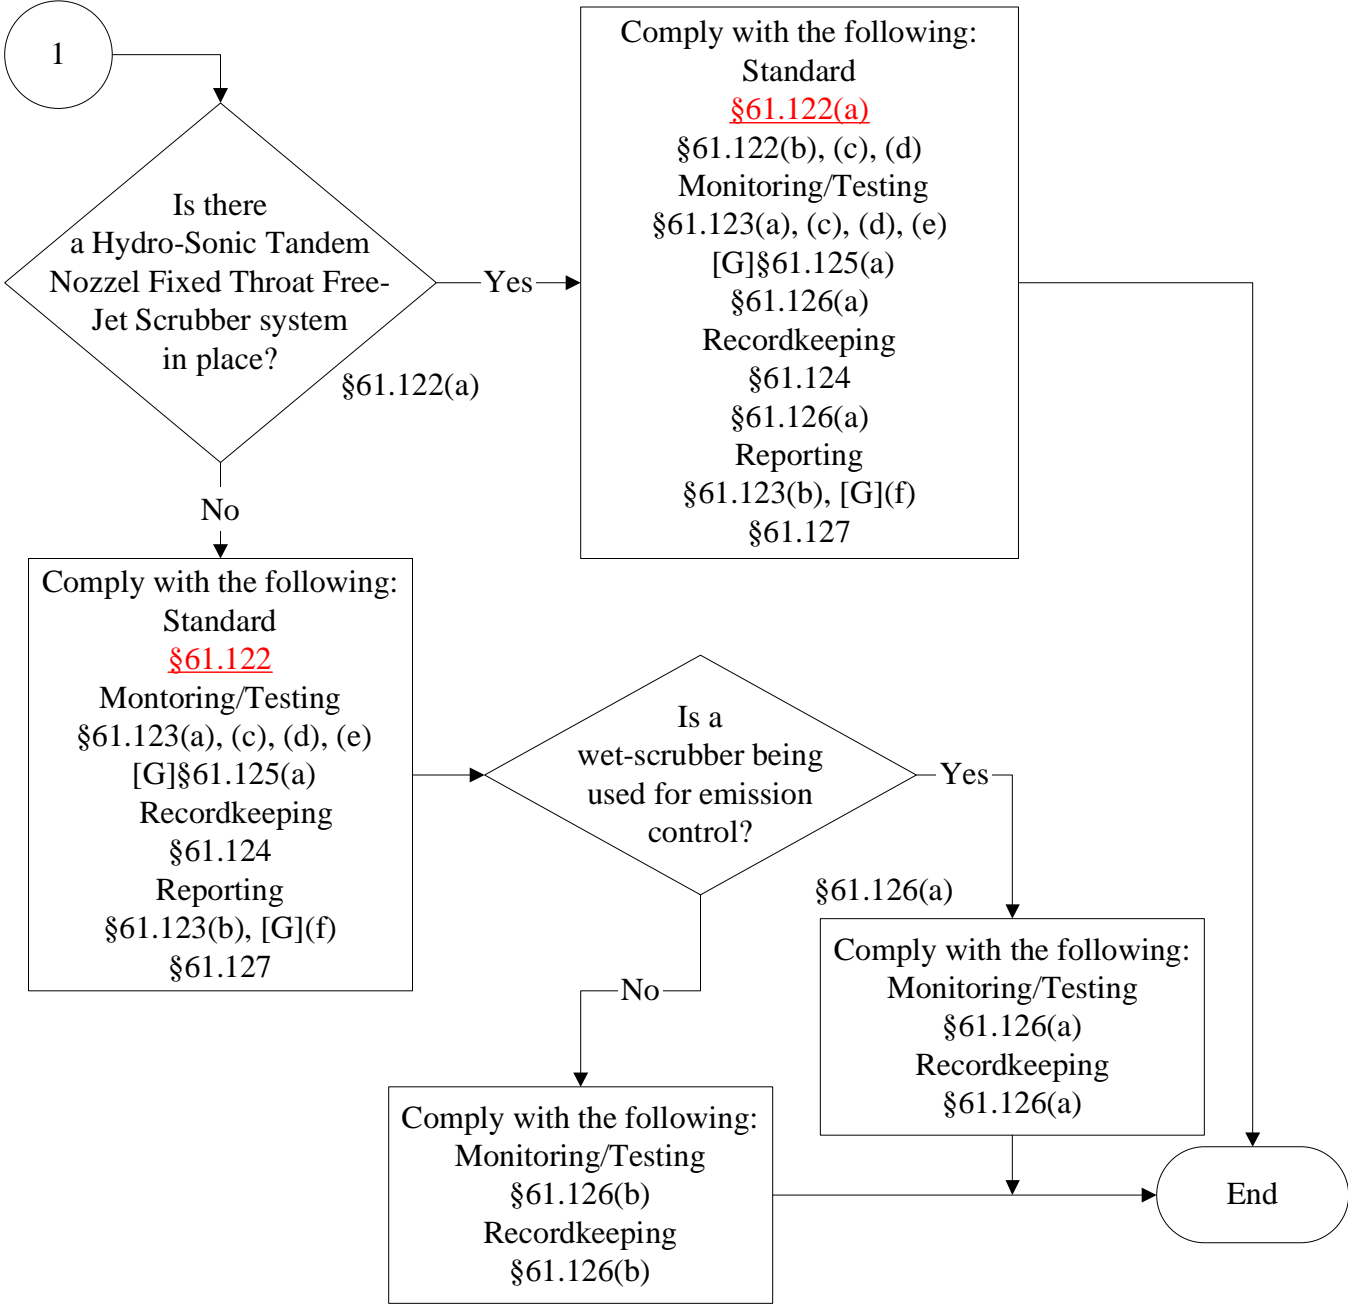 1
Is there
a Hydro-Sonic Tandem
Nozzel Fixed Throat Free-
Jet Scrubber system
in place?
§61.122(a)
Yes
Comply with the following:
Standard
§61.122(a)
§61.122(b), (c), (d)
Monitoring/Testing
§61.123(a), (c), (d), (e)
[G]§61.125(a)
§61.126(a)
Recordkeeping
§61.124
§61.126(a)
Reporting
§61.123(b), [G](f)
§61.127
No
Comply with the following:
Standard
§61.122
Montoring/Testing
§61.123(a), (c), (d), (e)
[G]§61.125(a)
Recordkeeping
§61.124
Reporting
§61.123(b), [G](f)
§61.127
Is a
wet-scrubber being
used for emission
control?
Yes
§61.126(a)
Comply with the following:
Monitoring/Testing
§61.126(a)
Recordkeeping
§61.126(a)
No
Comply with the following:
Monitoring/Testing
§61.126(b)
Recordkeeping
§61.126(b)
End